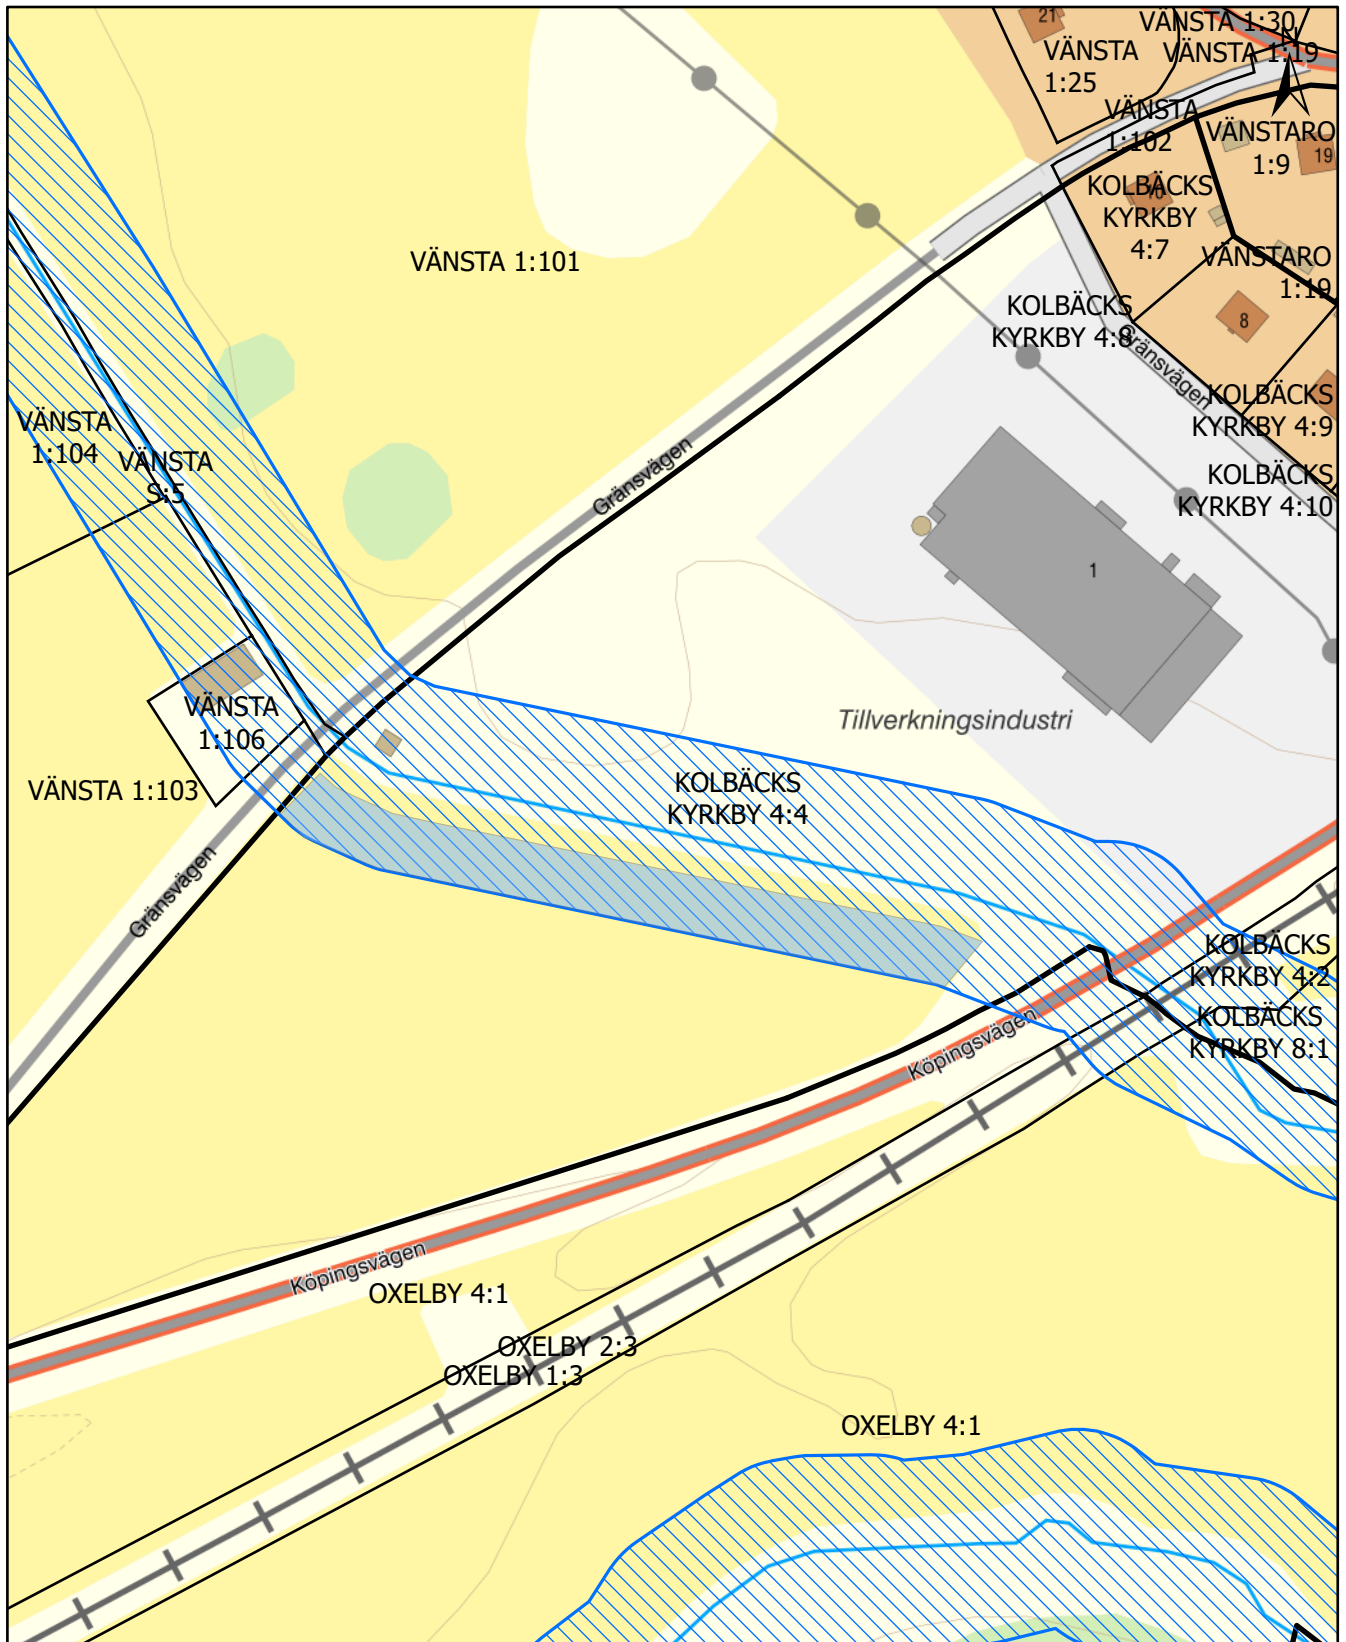 21
VÄNSTA 1:30
VÄNSTA
1:25
VÄNSTA 1:19
N
VÄNSTA
1:102
VÄNSTARO
1:9
19
KOLBÄCKS
KYRKBY
4:7
VÄNSTARO
1:19
VÄNSTA 1:101
KOLBÄCKS
KYRKBY 4:8
8
Gränsvägen
KOLBÄCKS
KYRKBY 4:9
VÄNSTA
1:104
VÄNSTA
S:5
Gränsvägen
KOLBÄCKS
KYRKBY 4:10
1
VÄNSTA
1:106
Tillverkningsindustri
VÄNSTA 1:103
KOLBÄCKS
KYRKBY 4:4
Gränsvägen
KOLBÄCKS
KYRKBY 4:2
KOLBÄCKS
KYRKBY 8:1
Köpingsvägen
Köpingsvägen
OXELBY 4:1
OXELBY 2:3
OXELBY 1:3
OXELBY 4:1